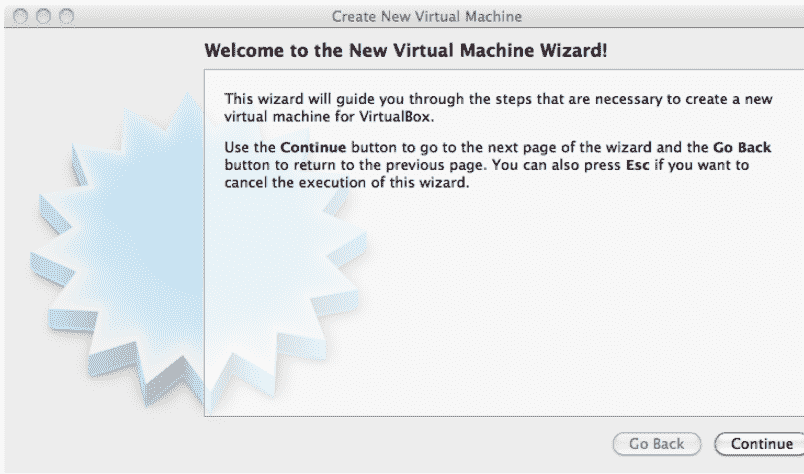 Create New Virtual Machine
Welcome to the New Virtual Machine Wizard!
This wizard will guide you through the steps that are necessary to create a new
virtual machine for VirtualBox.
Use the Continue button to go to the next page of the wizard and the Go Back
button to return to the previous page. You can also press Esc if you want to
cancel the execution of this wizard.
Go Back
Continue